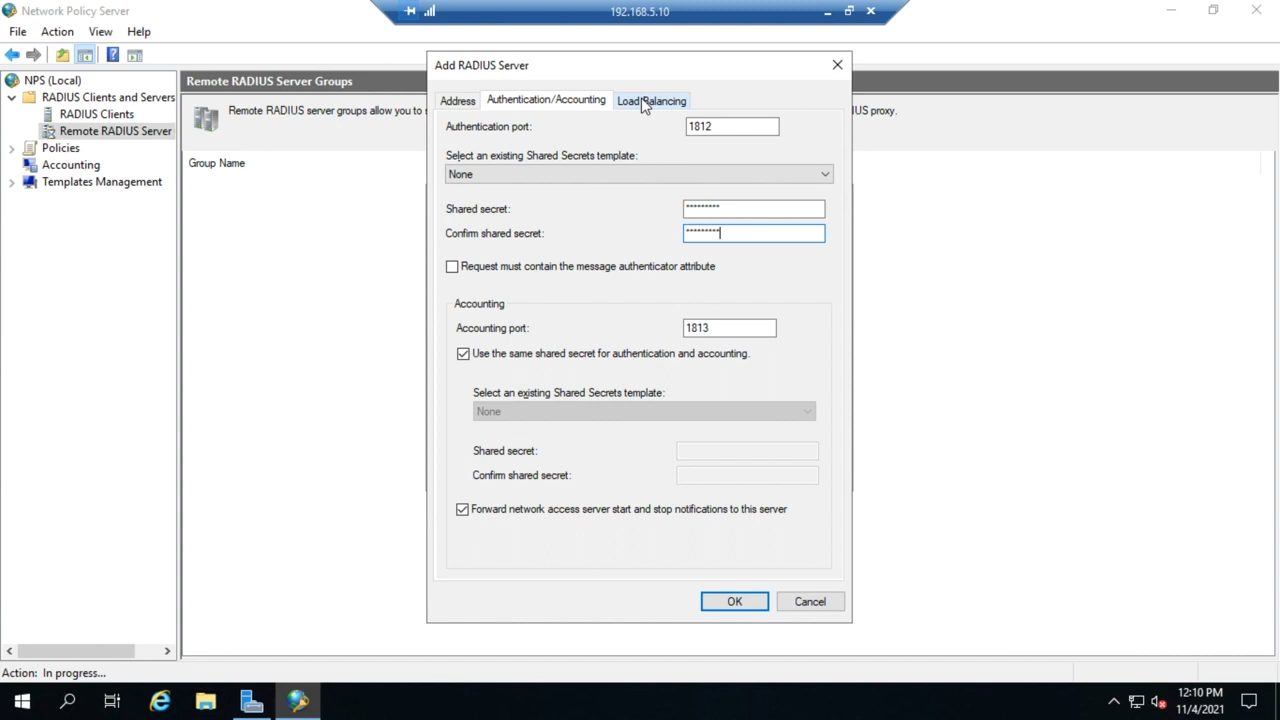 Network Policy Server
192.168.5.10
File Action View Help
NPS (Local)
RADIUS Clients and Servers
RADIUS Clients
Remote RADIUS Server
Policies
Accounting
Templates Management
Remote RADIUS Server Groups
Remote RADIUS server groups allow you to s
US proxy.
Group Name
Add RADIUS Server
Address Authentication/Accounting Load Balancing
Authentication port: 1812
Select an existing Shared Secrets template:
None
Shared secret: *********
Confirm shared secret: *********
Request must contain the message authenticator attribute
Accounting
Accounting port: 1813
Use the same shared secret for authentication and accounting.
Select an existing Shared Secrets template:
None
Shared secret:
Confirm shared secret:
Forward network access server start and stop notifications to this server
OK Cancel
Action: In progress...
12:10 PM
11/4/2021